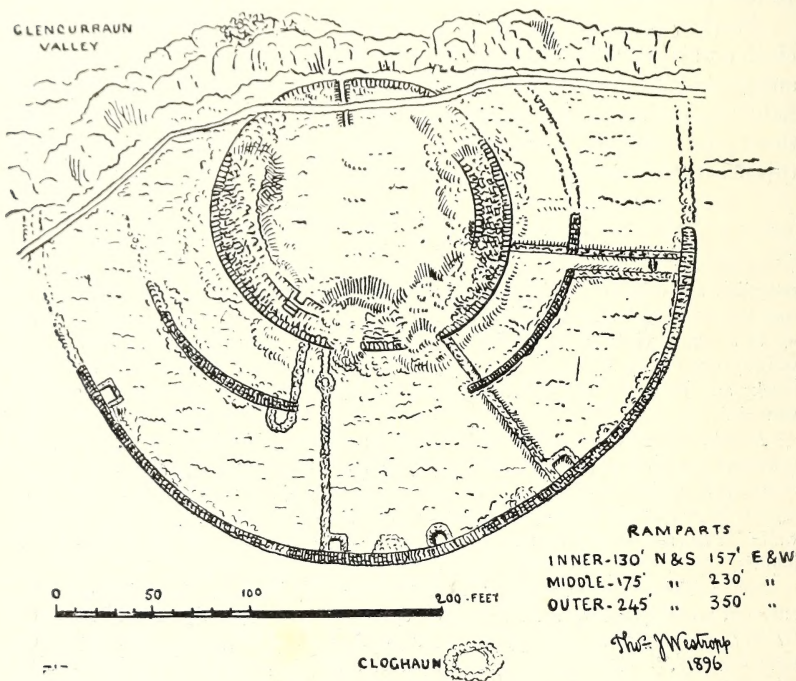 GLENCURRAUN
VALLEY
RAMPARTS
INNER-130' N&S 157' E&W
MIDDLE-175' " 230' "
OUTER-245' " 350' "
0 50 100 200-FEET
Thos. J Westropp
1896
CLOGHAUN